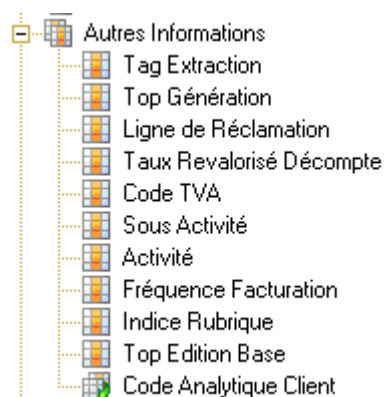 Autres Informations
Tag Extraction
Top Génération
Ligne de Réclamation
Taux Revalorisé Décompte
Code TVA
Sous Activité
Activité
Fréquence Facturation
Indice Rubrique
Top Edition Base
Code Analytique Client